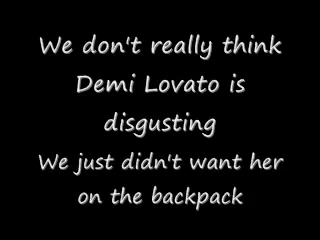 We don't really think
Demi Lovato is
disgusting
We just didn't want her
on the backpack